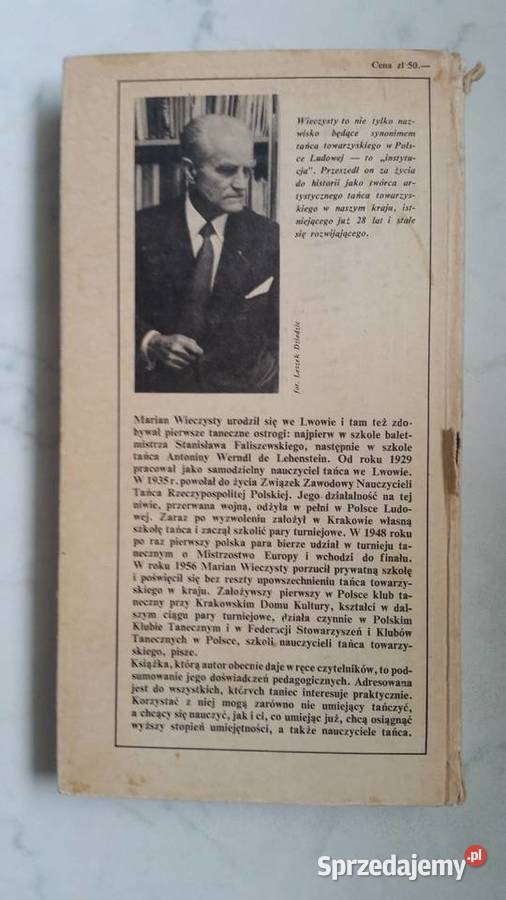 Cena zł 50.—
Wieczysty to nie tylko naz-
wisko będące synonimem
tańca towarzyskiego w Pols-
ce Ludowej — to „instytu-
cja". Przeszedł on za życia
do historii jako twórca ar-
tystycznego tańca towarzys-
kiego w naszym kraju, ist-
niejącego już 28 lat i stale
się rozwijającego.
fot. Leszek Dziedzic
Marian Wieczysty urodził się we Lwowie i tam też zdo-
bywał pierwsze taneczne ostrogi: najpierw w szkole balet-
mistrza Stanisława Faliszewskiego, następnie w szkole
tańca Antoniny Werndl de Lehenstein. Od roku 1929
pracował jako samodzielny nauczyciel tańca we Lwowie.
W 1935 r. powołał do życia Związek Zawodowy Nauczycieli
Tańca Rzeczypospolitej Polskiej. Jego działalność na tej
niwie, przerwana wojną, odżyła w pełni w Polsce Ludo-
wej. Zaraz po wyzwoleniu założył w Krakowie własną
szkołę tańca i zaczął szkolić pary turniejowe. W 1948 roku
po raz pierwszy polska para bierze udział w turnieju ta-
necznym o Mistrzostwo Europy i wchodzi do finału.
W roku 1956 Marian Wieczysty porzucił prywatną szkołę
i poświęcił się bez reszty upowszechnieniu tańca towarzy-
skiego w kraju. Założywszy pierwszy w Polsce klub ta-
neczny przy Krakowskim Domu Kultury, kształci w dal-
szym ciągu pary turniejowe, działa czynnie w Polskim
Klubie Tanecznym i w Federacji Stowarzyszeń i Klubów
Tanecznych w Polsce, szkoli nauczycieli tańca towarzy-
skiego, pisze.
Książka, którą autor obecnie daje w ręce czytelników, to pod-
sumowanie jego doświadczeń pedagogicznych. Adresowana
jest do wszystkich, których taniec interesuje praktycznie.
Korzystać z niej mogą zarówno nie umiejący tańczyć,
a chcący się nauczyć, jak i ci, co umiejąc już, chcą osiągnąć
wyższy stopień umiejętności, a także nauczyciele tańca.
Sprzedajemy.pl